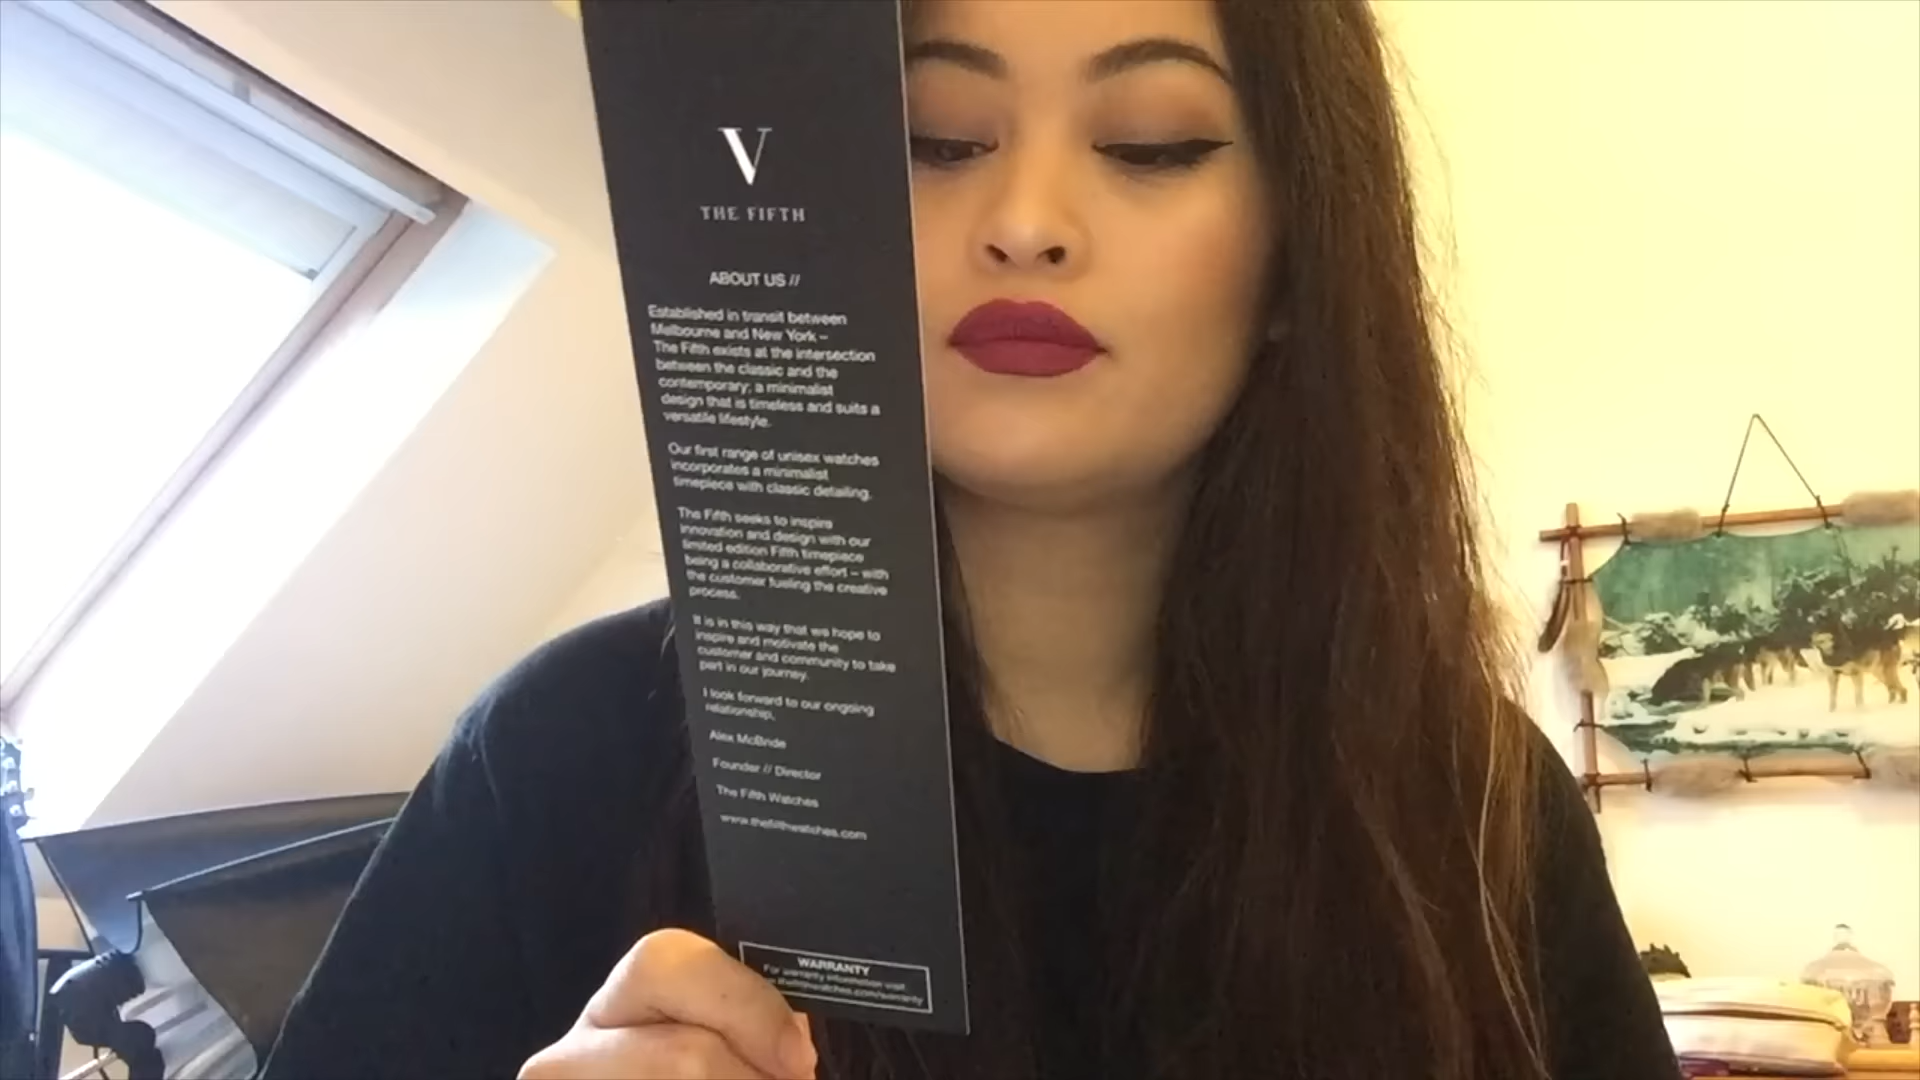 V
THE FIFTH
ABOUT US //
Established in transit between
Melbourne and New York –
The Fifth exists at the intersection
between the classic and the
contemporary; a minimalist
design that is timeless and suits a
versatile lifestyle.
Our first range of unisex watches
incorporates a minimalist
timepiece with classic detailing.
The Fifth seeks to inspire
innovation and design with our
limited edition Fifth timepiece
being a collaborative effort – with
the customer fueling the creative
process.
It is in this way that we hope to
inspire and motivate the
customer and community to take
part in our journey.
I look forward to our ongoing
relationship,
Alex McBride
Founder // Director
The Fifth Watches
www.thefifthwatches.com
WARRANTY
For warranty information visit
thefifthwatches.com/warranty